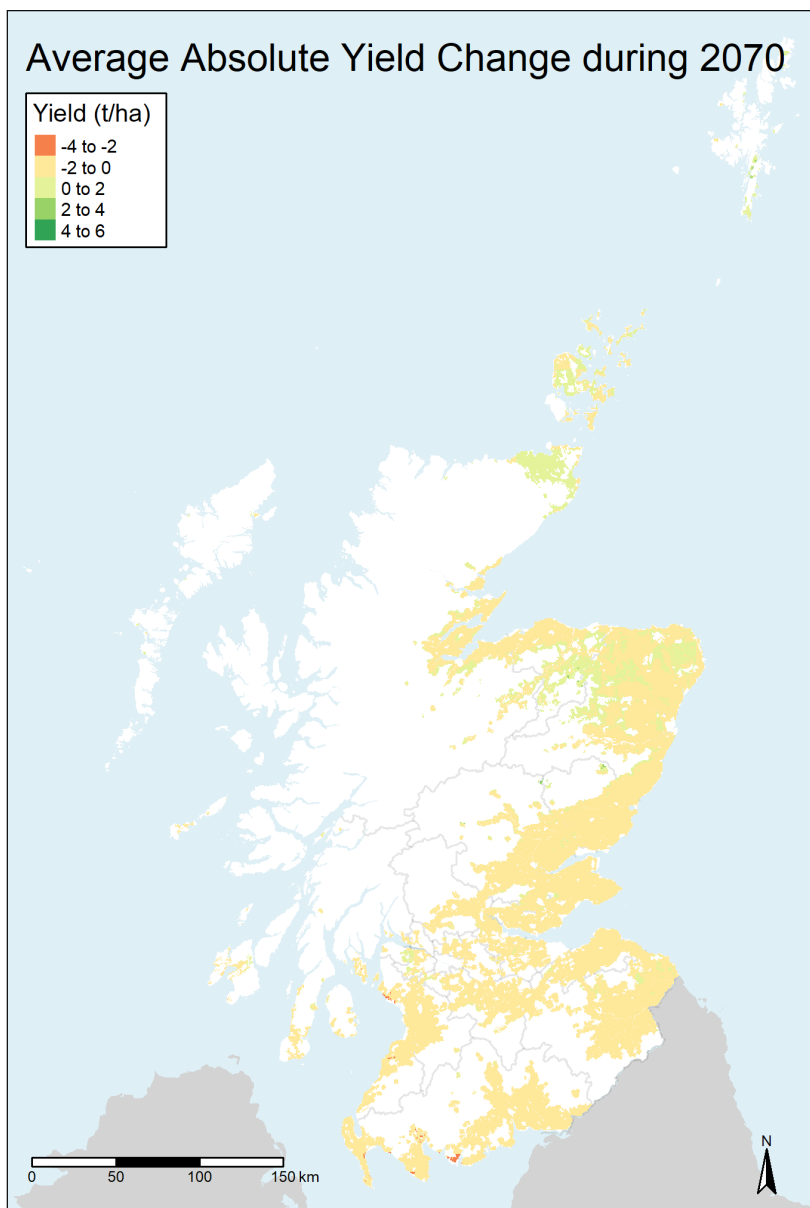 Average Absolute Yield Change during 2070
Yield (t/ha)
-4 to -2
-2 to 0
0 to 2
2 to 4
4 to 6
N
0 50 100 150 km